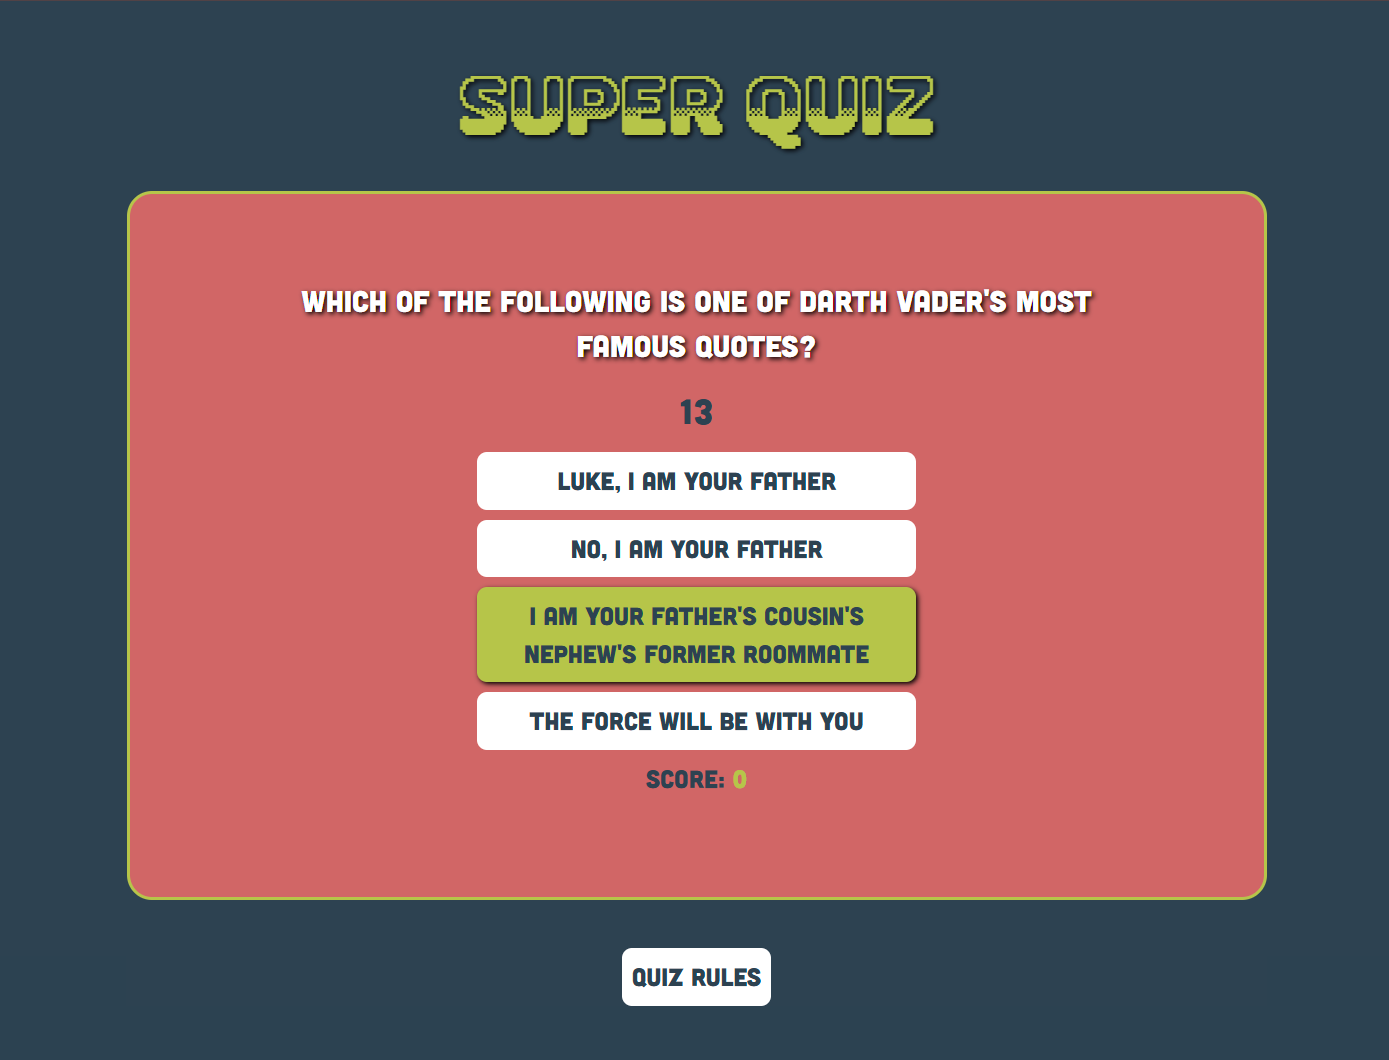 SUPER QUIZ
WHICH OF THE FOLLOWING IS ONE OF DARTH VADER'S MOST
FAMOUS QUOTES?
13
LUKE, I AM YOUR FATHER
NO, I AM YOUR FATHER
I AM YOUR FATHER'S COUSIN'S
NEPHEW'S FORMER ROOMMATE
THE FORCE WILL BE WITH YOU
SCORE: 0
QUIZ RULES